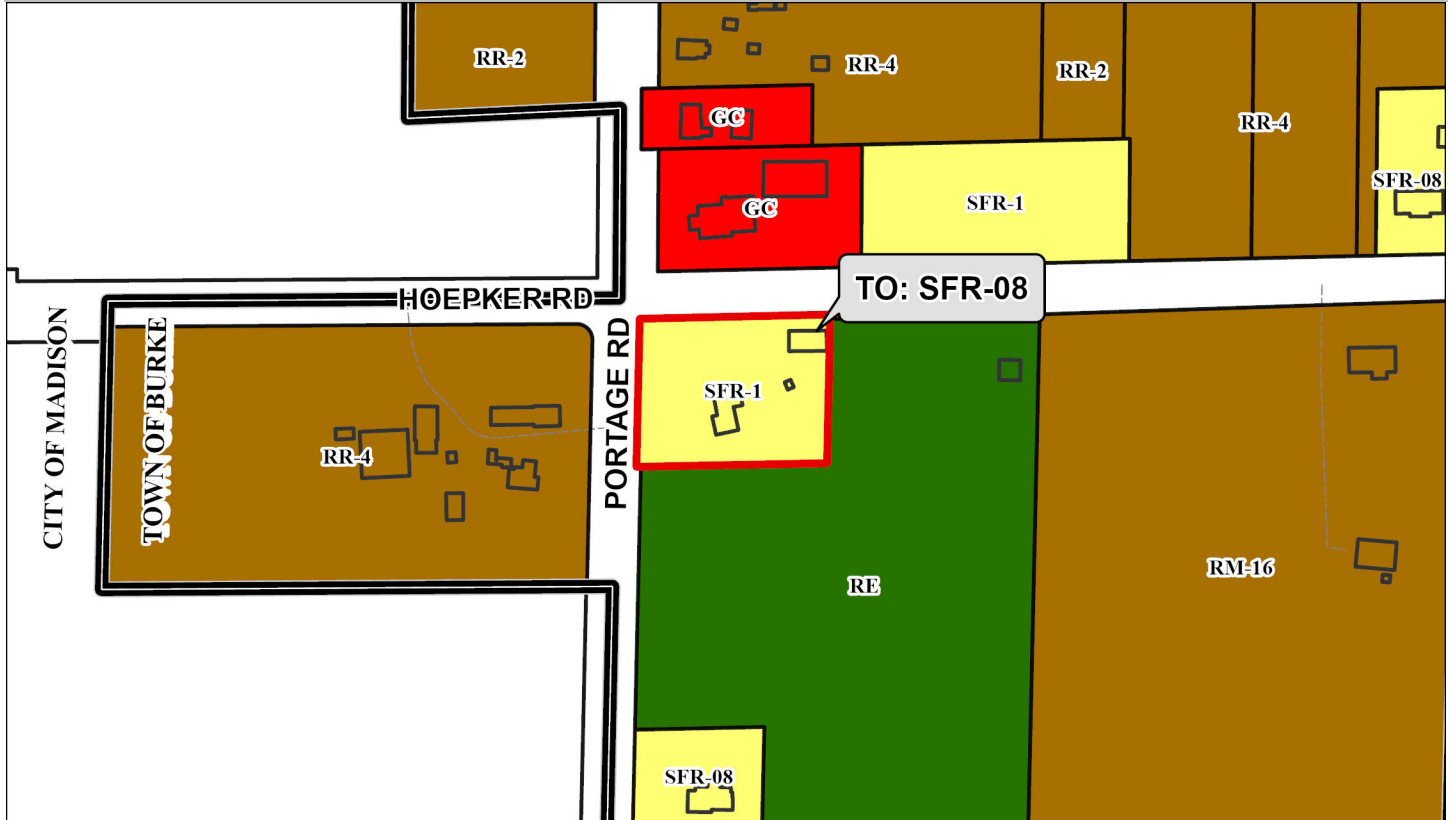 RR-2
RR-4
RR-2
GC
RR-4
SFR-08
SFR-1
GC
TO: SFR-08
HOEPKER RD
CITY OF MADISON
TOWN OF BURKE
PORTAGE RD
SFR-1
RR-4
RE
RM-16
SFR-08